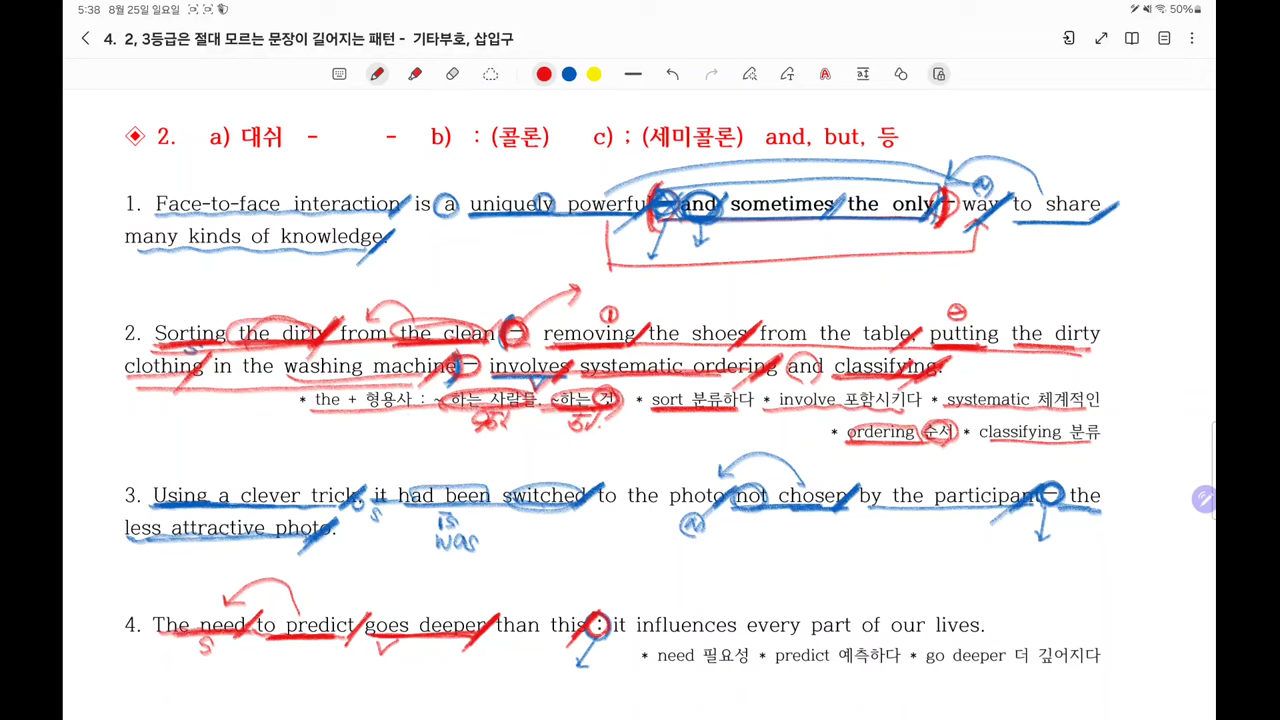 5:38 8월 25일 일요일 50%
4. 2, 3등급은 절대 모르는 문장이 길어지는 패턴 - 기타부호, 삽입구
◈ 2. a) 대쉬 - - b) : (콜론) c) ; (세미콜론) and, but, 등
N
1. Face-to-face interaction is a uniquely powerful - and sometimes the only - way to share
many kinds of knowledge.
① ②
2. Sorting the dirty from the clean - removing the shoes from the table, putting the dirty
S
clothing in the washing machine - involves systematic ordering and classifying.
V
* the + 형용사 : ~ 하는 사람들, ~하는 것 * sort 분류하다 * involve 포함시키다 * systematic 체계적인
* ordering 순서 * classifying 분류
3. Using a clever trick, it had been switched to the photo not chosen by the participant - the
S N
less attractive photo.
is
was
4. The need to predict goes deeper than this : it influences every part of our lives.
S V
* need 필요성 * predict 예측하다 * go deeper 더 깊어지다